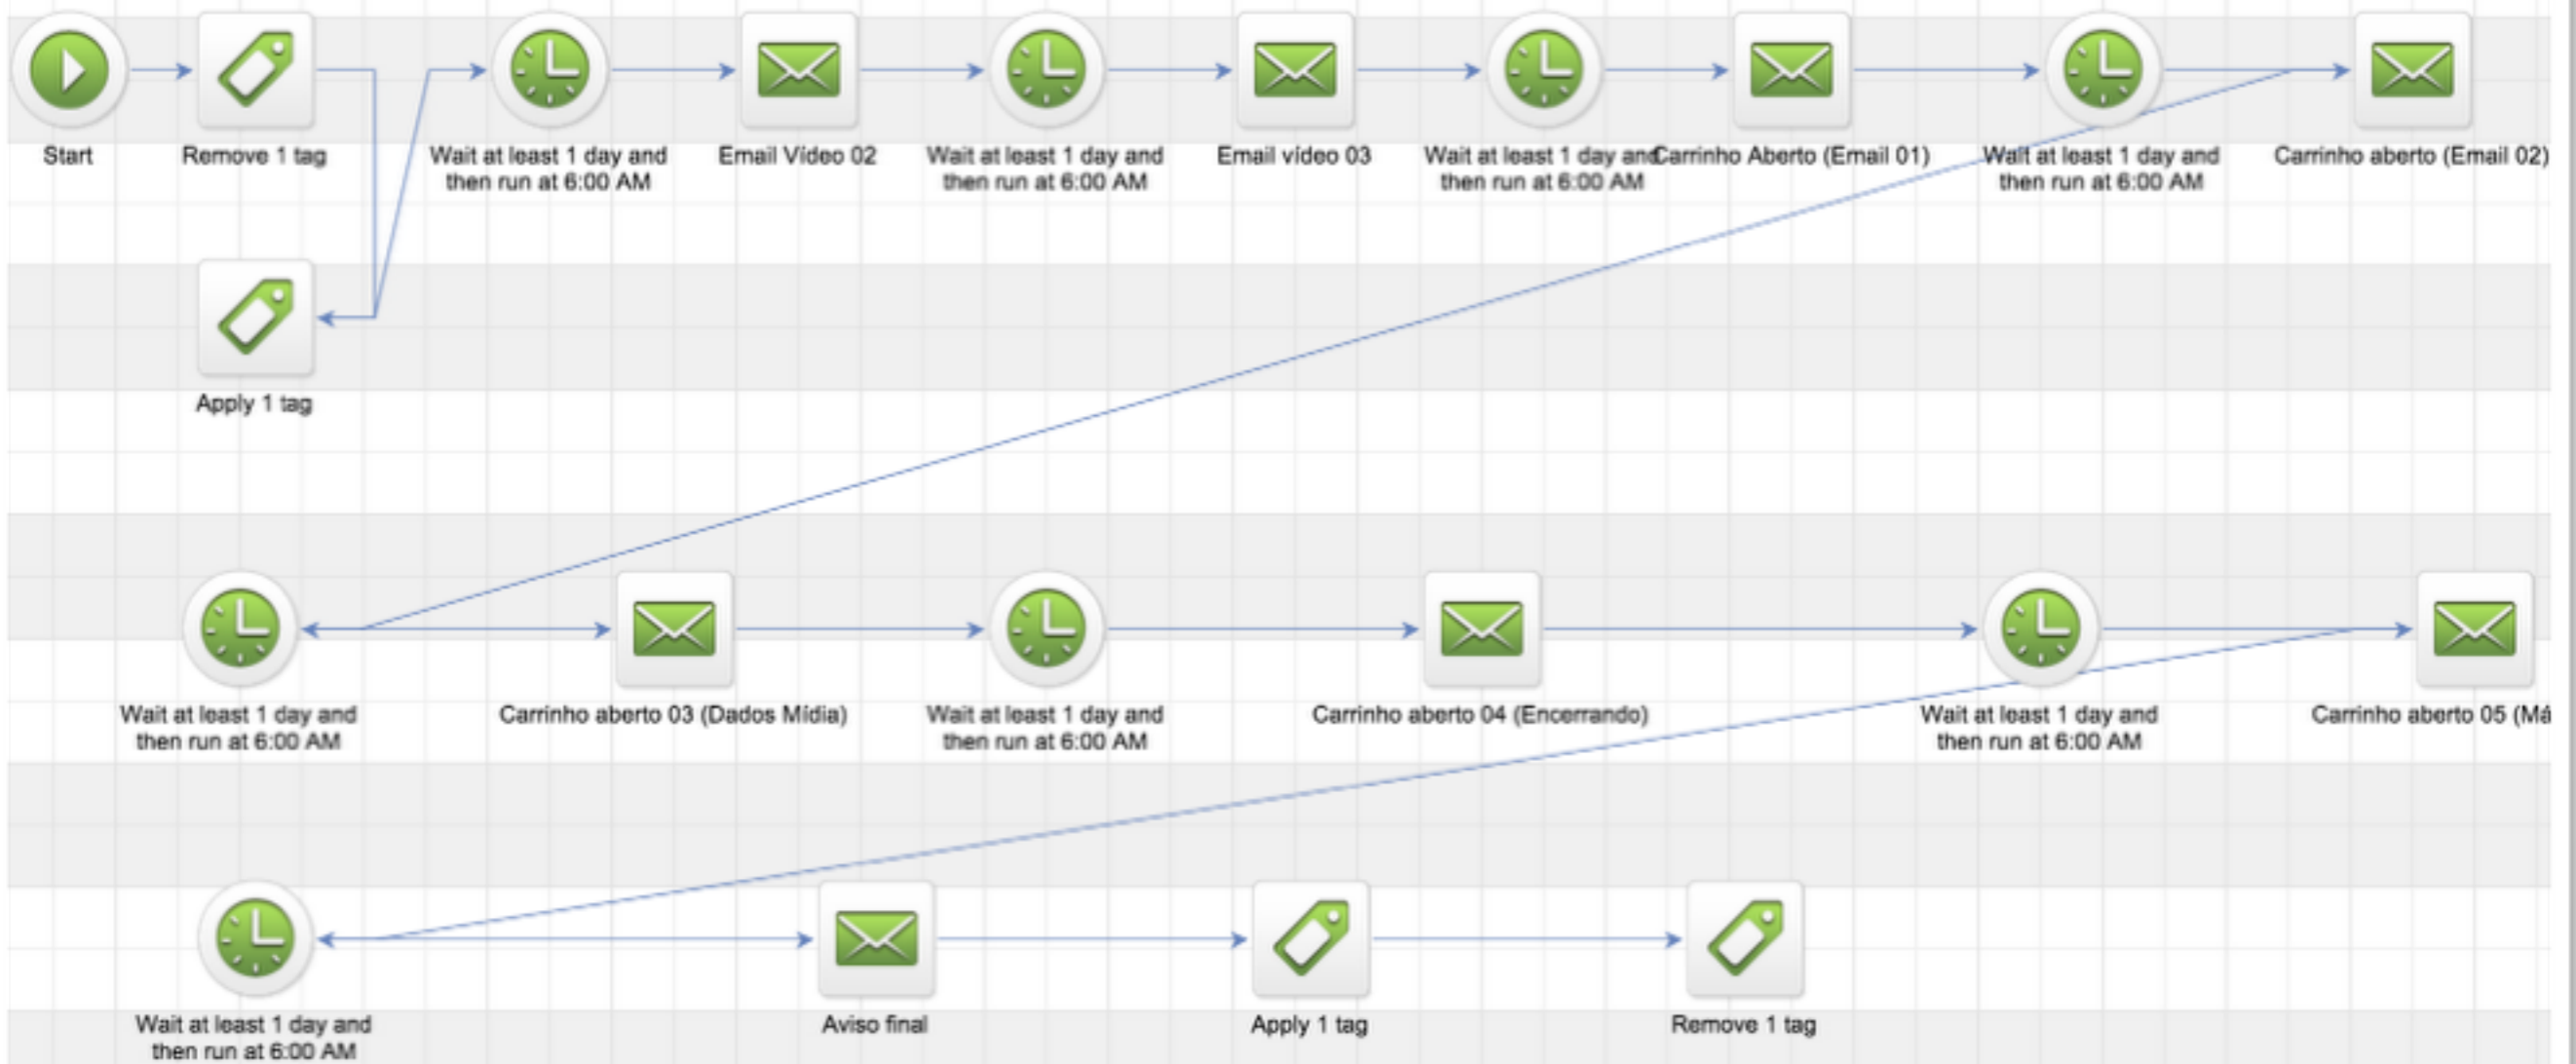 Start
Remove 1 tag
Wait at least 1 day and
then run at 6:00 AM
Email Vídeo 02
Wait at least 1 day and
then run at 6:00 AM
Email vídeo 03
Wait at least 1 day and
then run at 6:00 AM
Carrinho Aberto (Email 01)
Wait at least 1 day and
then run at 6:00 AM
Carrinho aberto (Email 02)
Apply 1 tag
Wait at least 1 day and
then run at 6:00 AM
Carrinho aberto 03 (Dados Mídia)
Wait at least 1 day and
then run at 6:00 AM
Carrinho aberto 04 (Encerrando)
Wait at least 1 day and
then run at 6:00 AM
Carrinho aberto 05 (Má
Wait at least 1 day and
then run at 6:00 AM
Aviso final
Apply 1 tag
Remove 1 tag